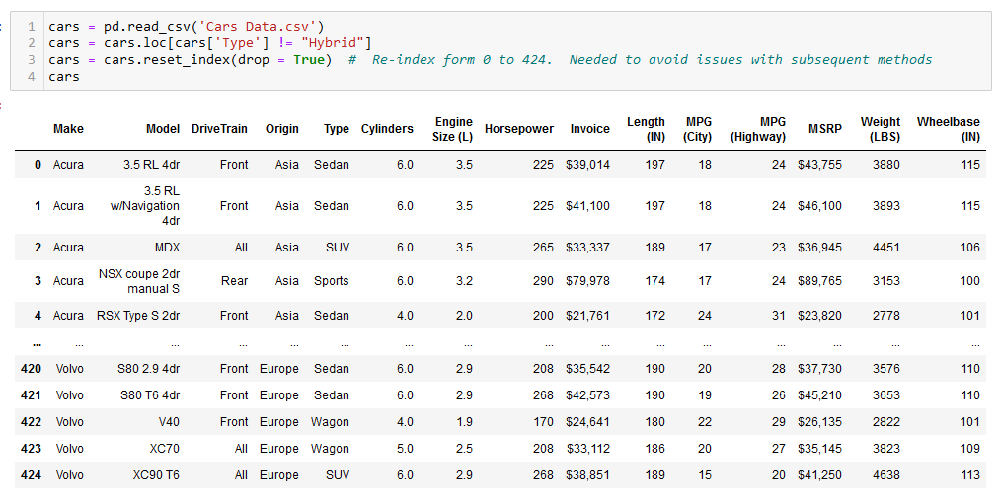 1 cars = pd.read_csv('Cars Data.csv')
2 cars = cars.loc[cars['Type'] != "Hybrid"]
3 cars = cars.reset_index(drop = True)  #  Re-index form 0 to 424.  Needed to avoid issues with subsequent methods
4 cars
Make Model DriveTrain Origin Type Cylinders Engine Size (L) Horsepower Invoice Length (IN) MPG (City) MPG (Highway) MSRP Weight (LBS) Wheelbase (IN)
0 Acura 3.5 RL 4dr Front Asia Sedan 6.0 3.5 225 $39,014 197 18 24 $43,755 3880 115
1 Acura 3.5 RL w/Navigation 4dr Front Asia Sedan 6.0 3.5 225 $41,100 197 18 24 $46,100 3893 115
2 Acura MDX All Asia SUV 6.0 3.5 265 $33,337 189 17 23 $36,945 4451 106
3 Acura NSX coupe 2dr manual S Rear Asia Sports 6.0 3.2 290 $79,978 174 17 24 $89,765 3153 100
4 Acura RSX Type S 2dr Front Asia Sedan 4.0 2.0 200 $21,761 172 24 31 $23,820 2778 101
... ... ... ... ... ... ... ... ... ... ... ... ... ... ... ...
420 Volvo S80 2.9 4dr Front Europe Sedan 6.0 2.9 208 $35,542 190 20 28 $37,730 3576 110
421 Volvo S80 T6 4dr Front Europe Sedan 6.0 2.9 268 $42,573 190 19 26 $45,210 3653 110
422 Volvo V40 Front Europe Wagon 4.0 1.9 170 $24,641 180 22 29 $26,135 2822 101
423 Volvo XC70 All Europe Wagon 5.0 2.5 208 $33,112 186 20 27 $35,145 3823 109
424 Volvo XC90 T6 All Europe SUV 6.0 2.9 268 $38,851 189 15 20 $41,250 4638 113